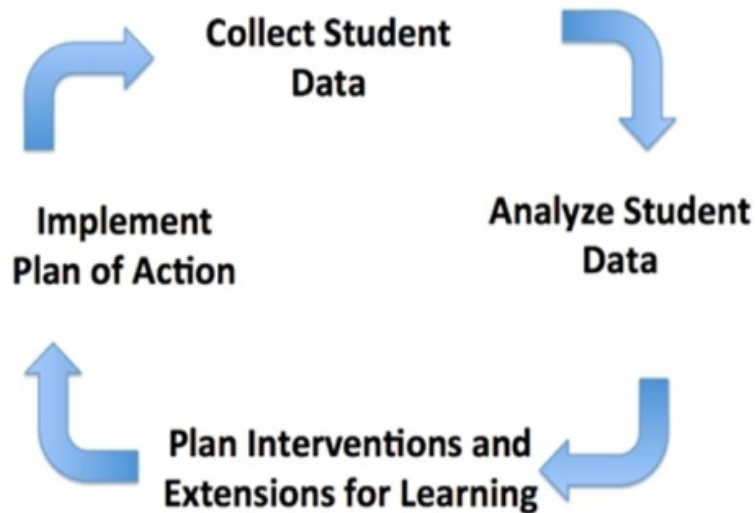 Collect Student
Data
Analyze Student
Data
Plan Interventions and
Extensions for Learning
Implement
Plan of Action